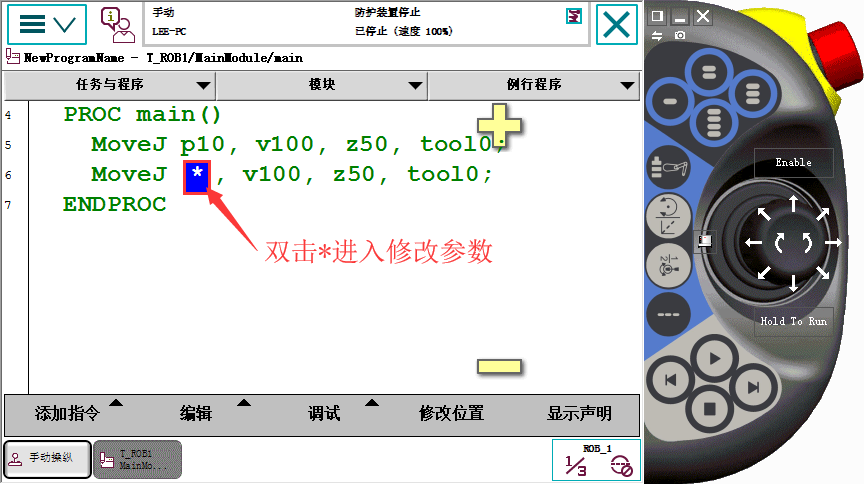 手动
LEE-PC
防护装置停止
已停止 (速度 100%)
NewProgramName - T_ROB1/MainModule/main
任务与程序
模块
例行程序
4 PROC main()
5 MoveJ p10, v100, z50, tool0;
6 MoveJ *, v100, z50, tool0;
7 ENDPROC
双击*进入修改参数
添加指令
编辑
调试
修改位置
显示声明
手动操纵
T_ROB1
MainMo...
ROB_1
1/3
Enable
Hold To Run